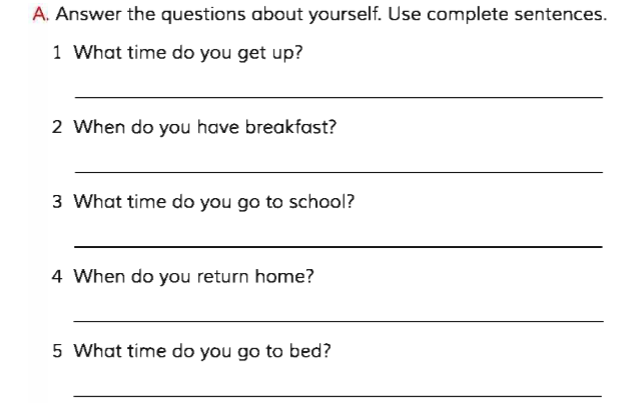 A. Answer the questions about yourself. Use complete sentences.
1 What time do you get up?
2 When do you have breakfast?
3 What time do you go to school?
4 When do you return home?
5 What time do you go to bed?